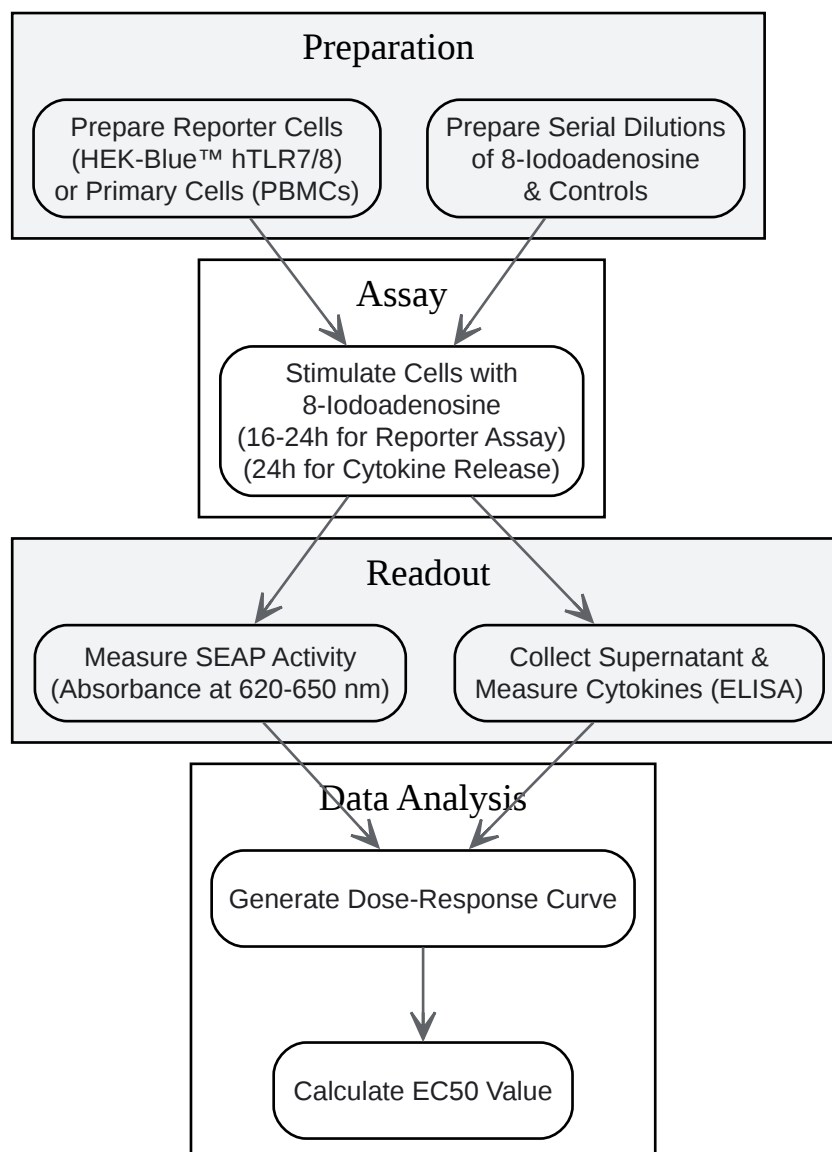 Preparation
Prepare Reporter Cells
(HEK-Blue™ hTLR7/8)
or Primary Cells (PBMCs)
Prepare Serial Dilutions
of 8-Iodoadenosine
& Controls
Assay
Stimulate Cells with
8-Iodoadenosine
(16-24h for Reporter Assay)
(24h for Cytokine Release)
Readout
Measure SEAP Activity
(Absorbance at 620-650 nm)
Collect Supernatant &
Measure Cytokines (ELISA)
Data Analysis
Generate Dose-Response Curve
Calculate EC50 Value